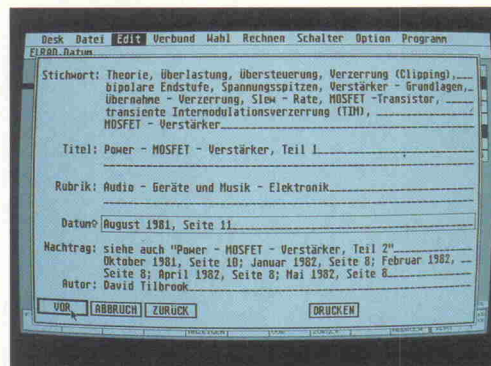 Desk Datei Edit Verbund Wahl Rechnen Schalter Option Programm
ELRAD.Datum
Stichwort: Theorie, Überlastung, Übersteuerung, Verzerrung (Clipping),
bipolare Endstufe, Spannungsspitzen, Verstärker - Grundlagen,
Übernahme - Verzerrung, Slew - Rate, MOSFET -Transistor,
transiente Intermodulationsverzerrung (TIM),
MOSFET - Verstärker
Titel: Power - MOSFET - Verstärker, Teil 1
Rubrik: Audio - Geräte und Musik - Elektronik
Datum◊ August 1981, Seite 11
Nachtrag: siehe auch "Power - MOSFET - Verstärker, Teil 2"
Oktober 1981, Seite 10; Januar 1982, Seite 8; Februar 1982,
Seite 8; April 1982, Seite 8; Mai 1982, Seite 8
Autor: David Tilbrook
VOR ABBRUCH ZURÜCK DRUCKEN